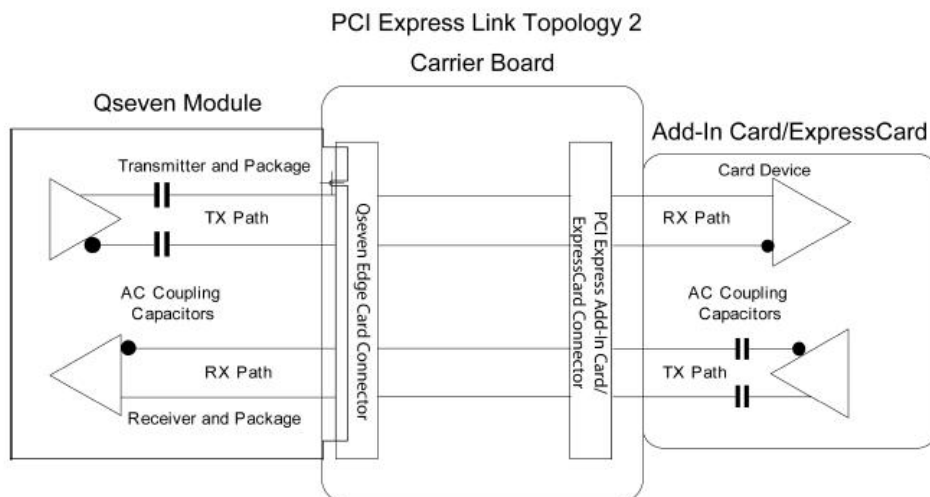 PCI Express Link Topology 2
Carrier Board
Qseven Module
Add-In Card/ExpressCard
Transmitter and Package
TX Path
AC Coupling
Capacitors
RX Path
Receiver and Package
Qseven Edge Card Connector
PCI Express Add-In Card/
ExpressCard Connector
Card Device
RX Path
AC Coupling
Capacitors
TX Path